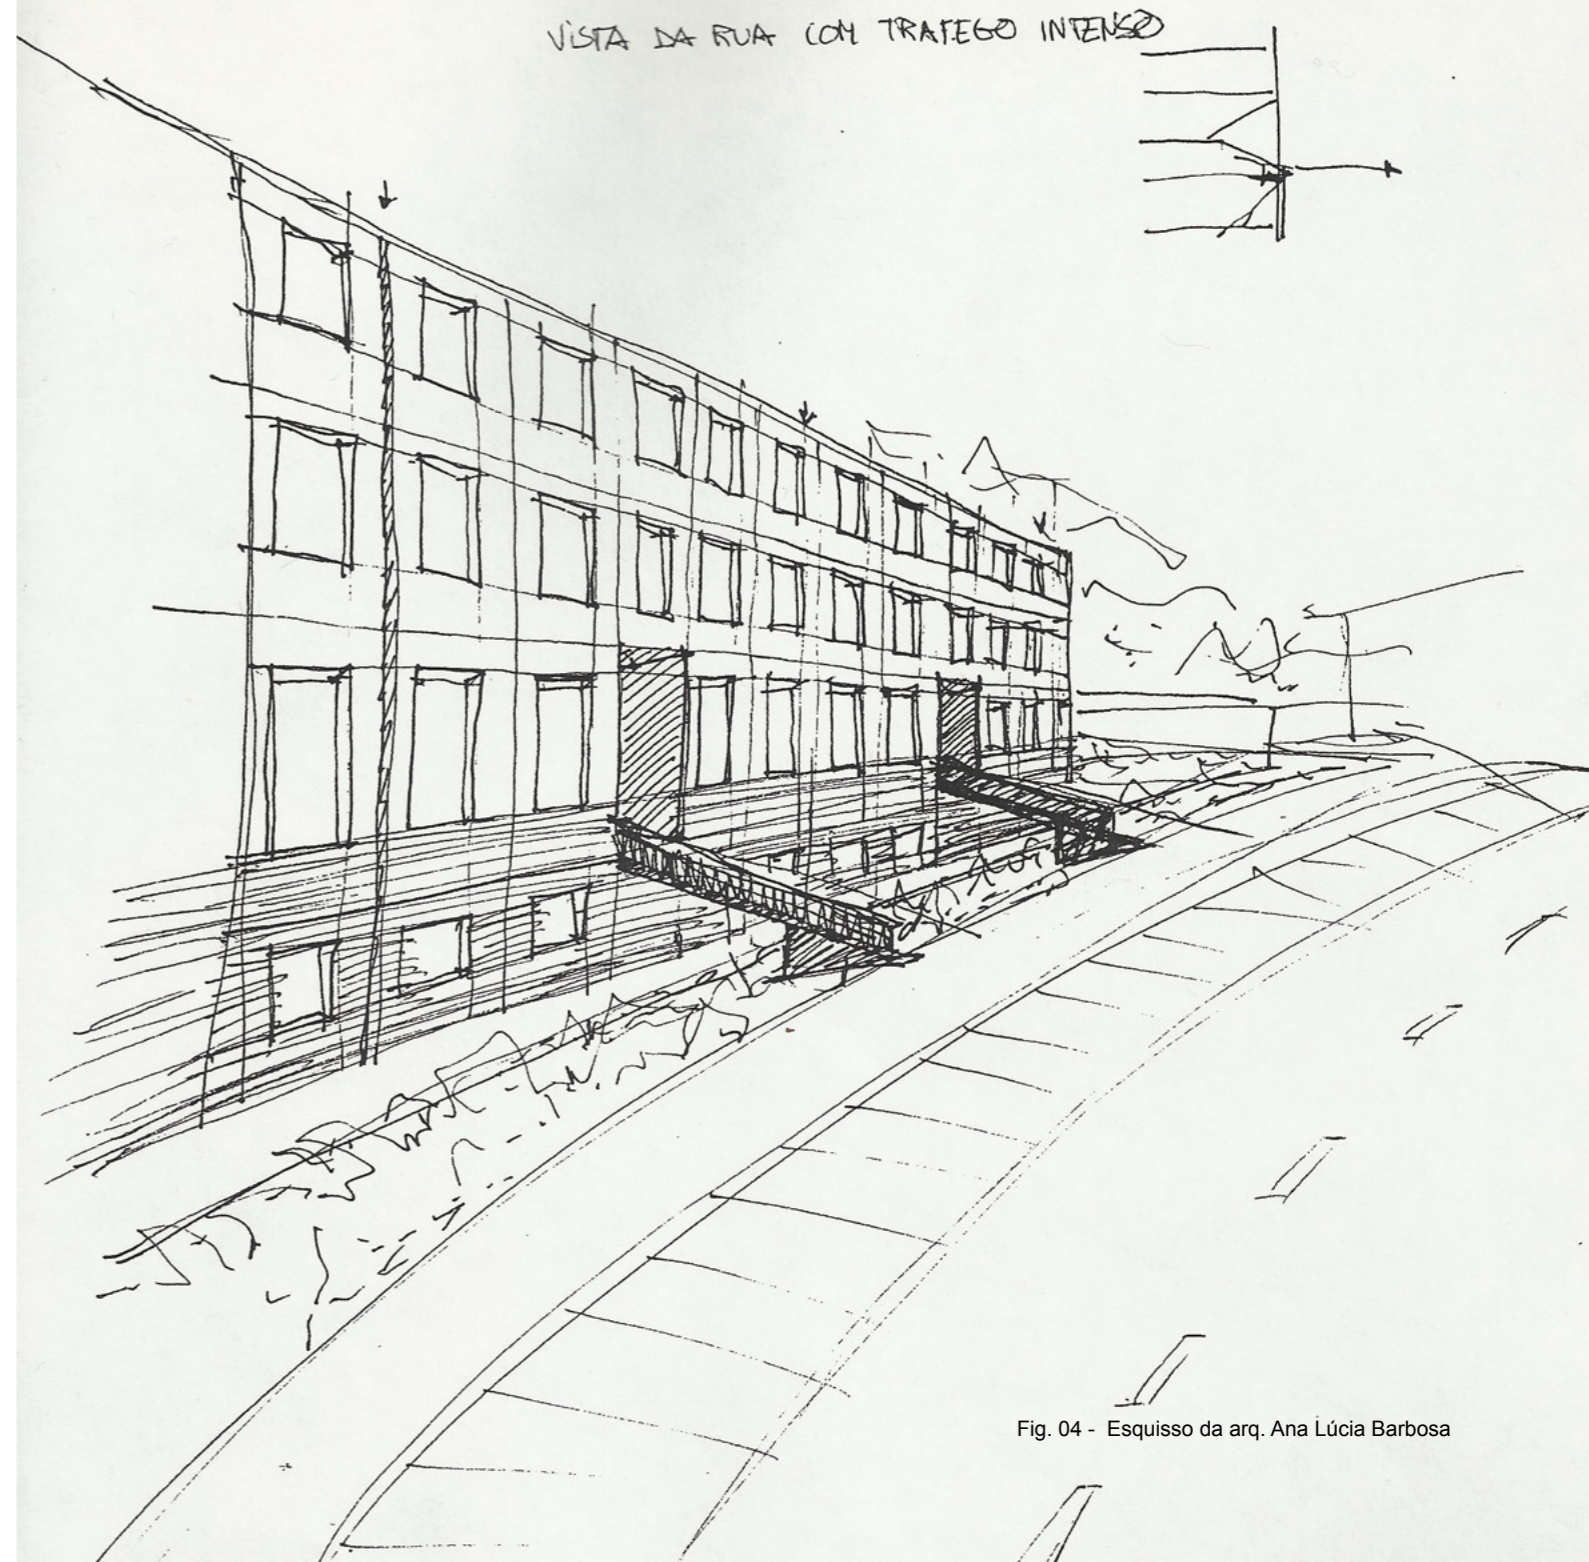 VISTA DA RUA COM TRAFEGO INTENSO
Fig. 04 - Esquisso da arq. Ana Lúcia Barbosa